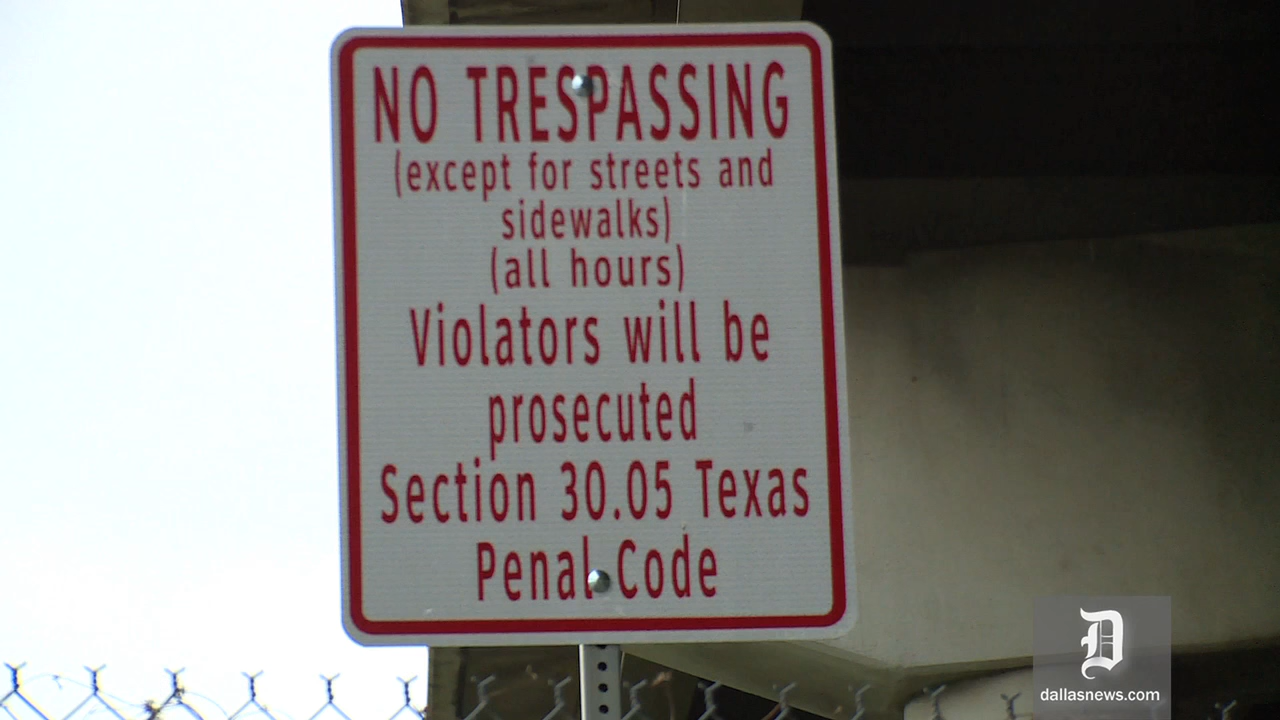 NO TRESPASSING
(except for streets and
sidewalks)
(all hours)
Violators will be
prosecuted
Section 30.05 Texas
Penal Code
D
dallasnews.com